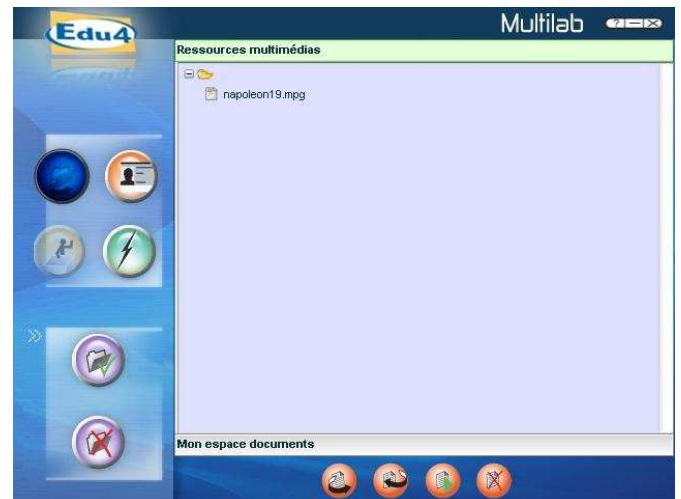 Edu4
Multilab
Ressources multimédias
napoleon19.mpg
Mon espace documents